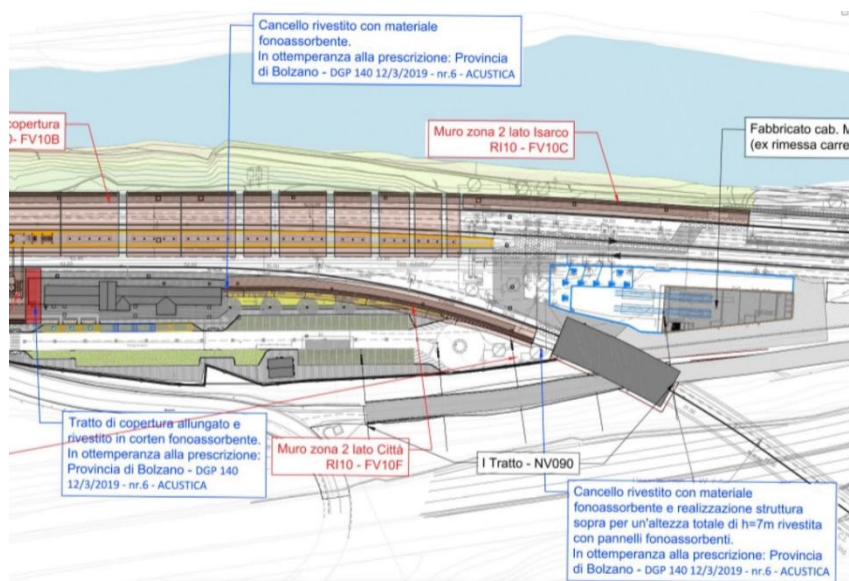 Cancello rivestito con materiale
fonoassorbente.
In ottemperanza alla prescrizione: Provincia
di Bolzano - DGP 140 12/3/2019 - nr.6 - ACUSTICA
copertura
0- FV10B
Muro zona 2 lato Isarco
RI10 - FV10C
Fabbricato cab. M
(ex rimessa carre
Tratto di copertura allungato e
rivestito in corten fonoassorbente.
In ottemperanza alla prescrizione:
Provincia di Bolzano - DGP 140
12/3/2019 - nr.6 - ACUSTICA
Muro zona 2 lato Città
RI10 - FV10F
I Tratto - NV090
Cancello rivestito con materiale
fonoassorbente e realizzazione struttura
sopra per un'altezza totale di h=7m rivestita
con pannelli fonoassorbenti.
In ottemperanza alla prescrizione: Provincia
di Bolzano - DGP 140 12/3/2019 - nr.6 - ACUSTICA